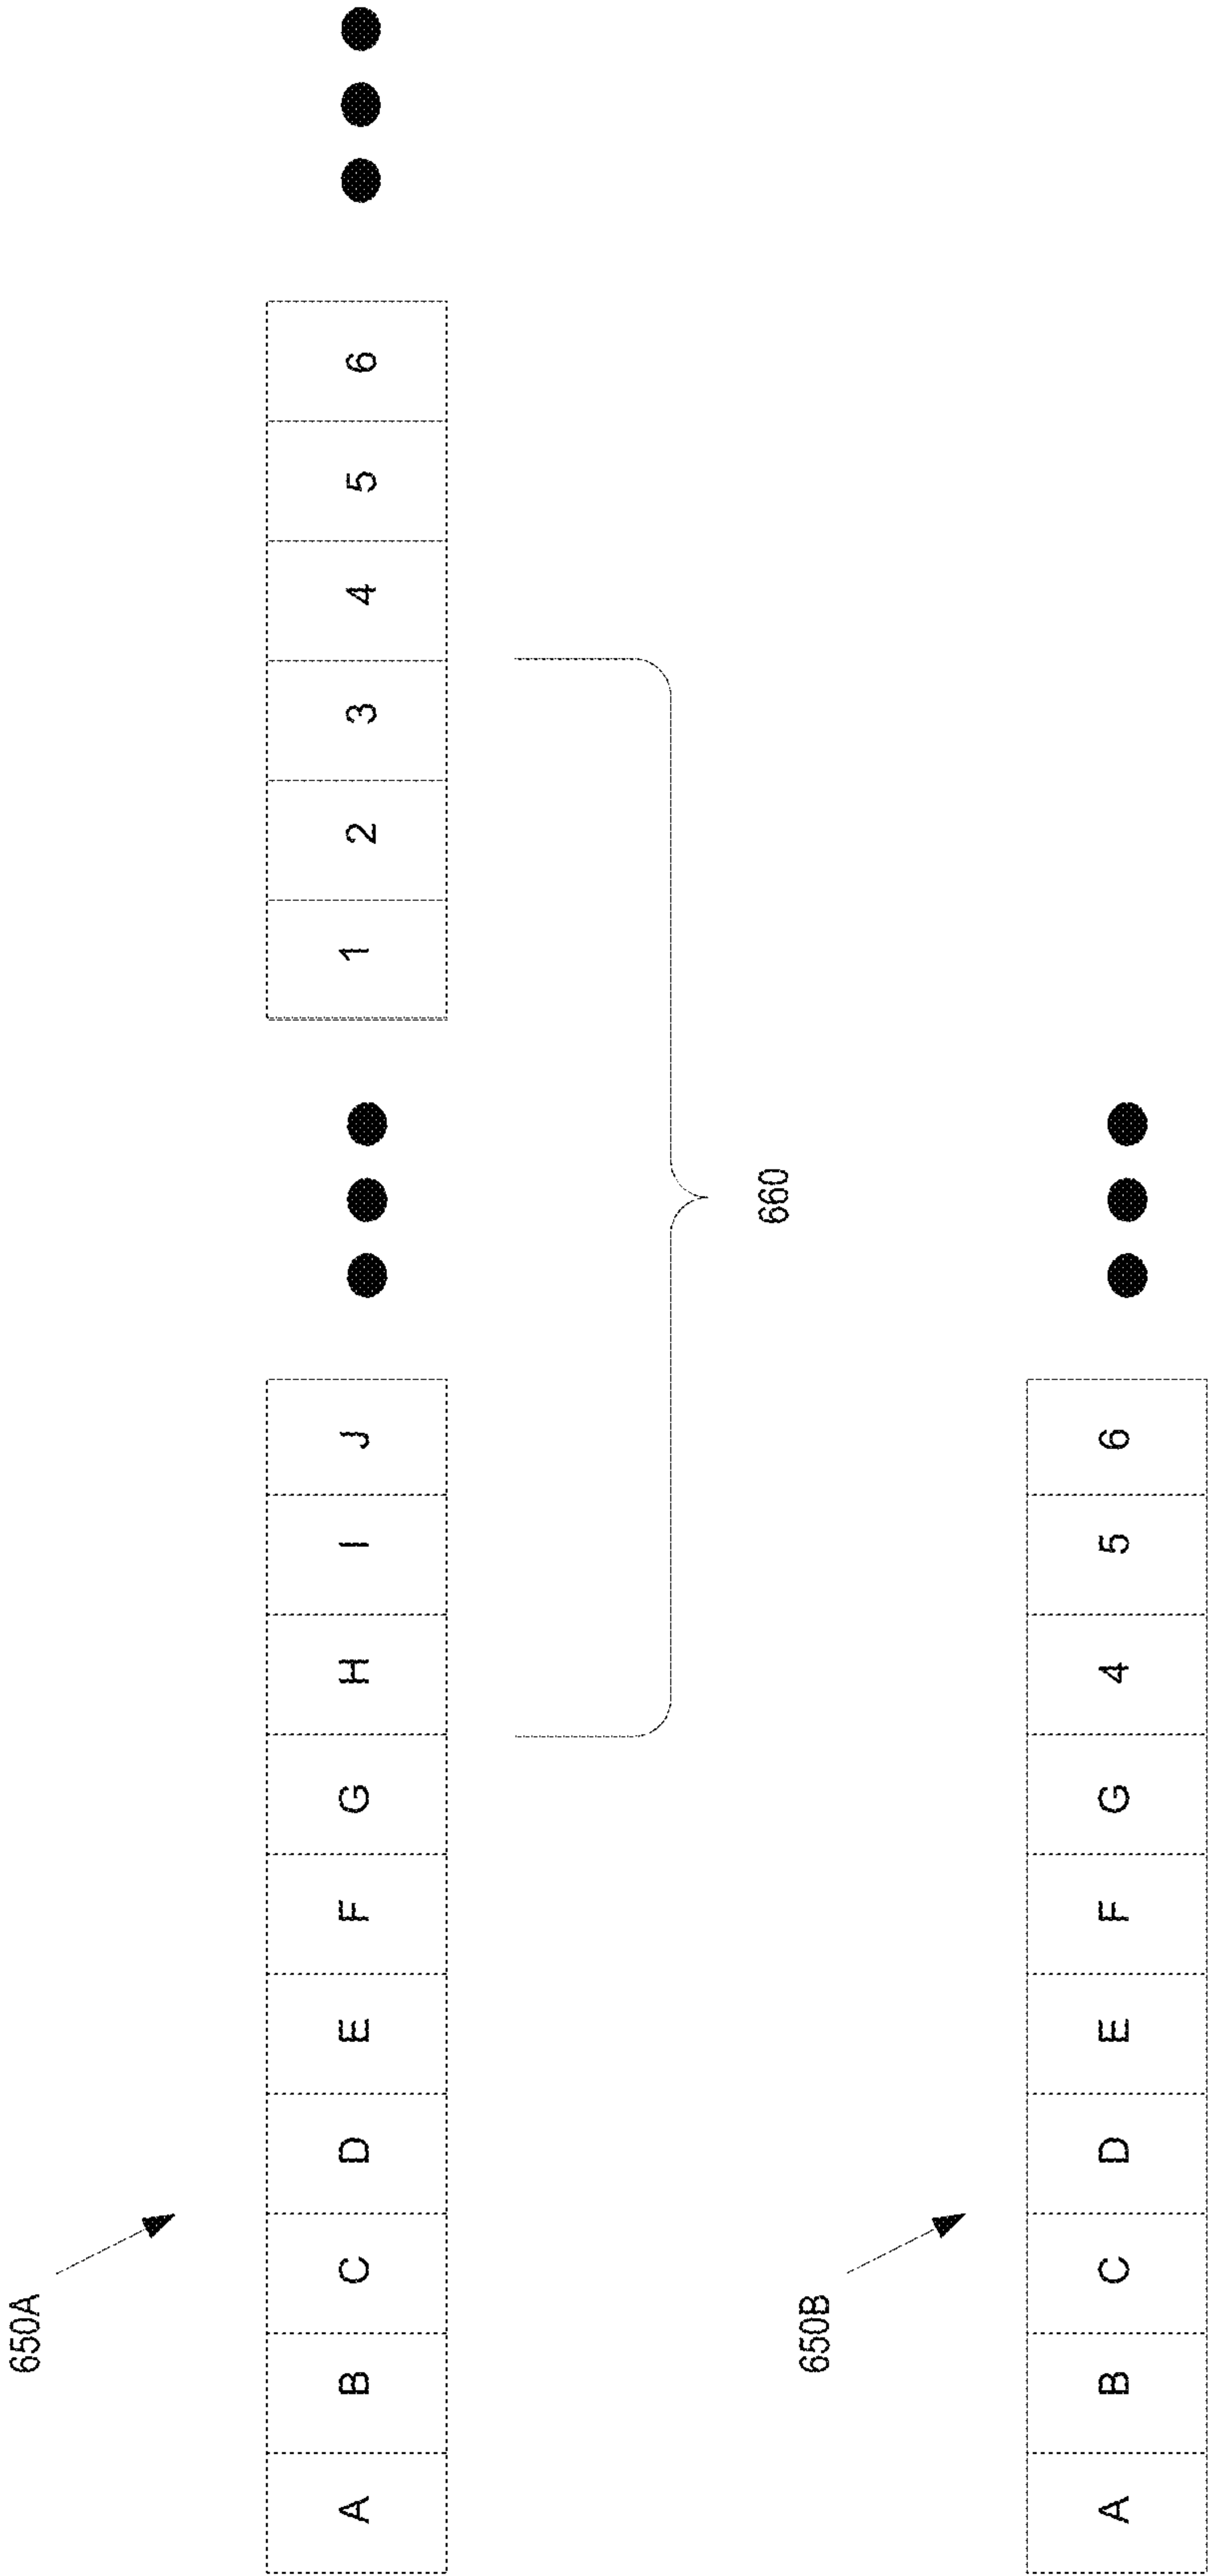 650A
A B C D E F G H I J ● ● ● 1 2 3 4 5 6 ● ● ●
660
650B
A B C D E F G 4 5 6 ● ● ●